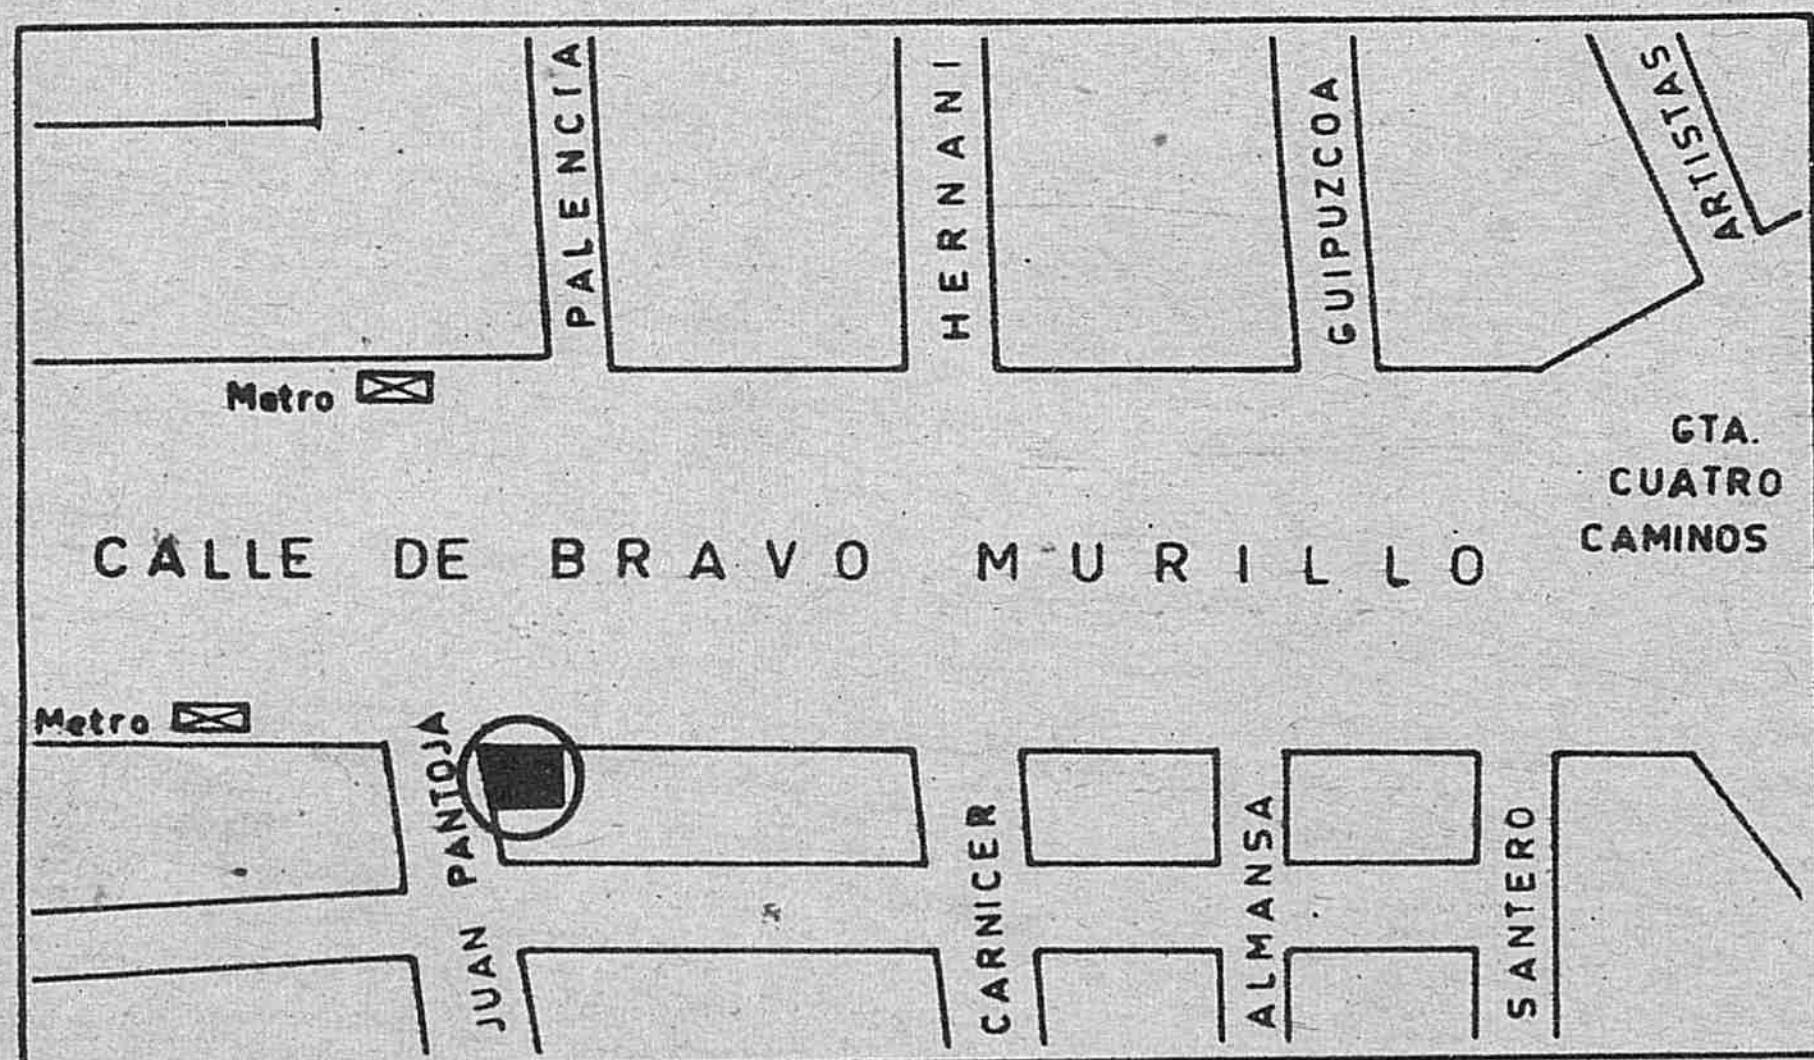 PALENCIA
HERNANI
GUIPUZCOA
ARTISTAS
Metro
GTA.
CUATRO
CAMINOS
CALLE DE BRAVO MURILLO
Metro
JUAN PANTOJA
CARNICER
ALMANSA
SANTERO